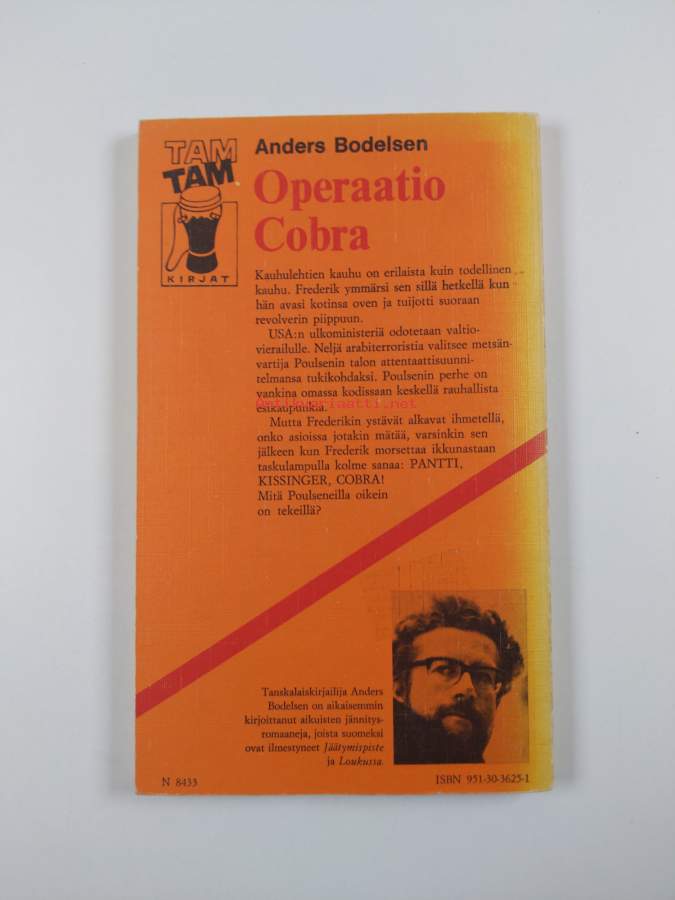 TAM
TAM
KIRJAT
Anders Bodelsen
Operaatio
Cobra
Kauhulehtien kauhu on erilaista kuin todellinen
kauhu. Frederik ymmärsi sen sillä hetkellä kun
hän avasi kotinsa oven ja tuijotti suoraan
revolverin piippuun.
USA:n ulkoministeriä odotetaan valtio-
vierailulle. Neljä arabiterroristia valitsee metsän-
vartija Poulsenin talon attentaattisuunni-
telmansa tukikohdaksi. Poulsenin perhe on
vankina omassa kodissaan keskellä rauhallista
esikaupunkia.
Antikvariaatti.net
Mutta Frederikin ystävät alkavat ihmetellä,
onko asioissa jotakin mätää, varsinkin sen
jälkeen kun Frederik morsettaa ikkunastaan
taskulampulla kolme sanaa: PANTTI,
KISSINGER, COBRA!
Mitä Poulseneilla oikein
on tekeillä?
Tanskalaiskirjailija Anders
Bodelsen on aikaisemmin
kirjoittanut aikuisten jännitys-
romaaneja, joista suomeksi
ovat ilmestyneet Jäätymispiste
ja Loukussa.
N 8433
ISBN 951-30-3625-1